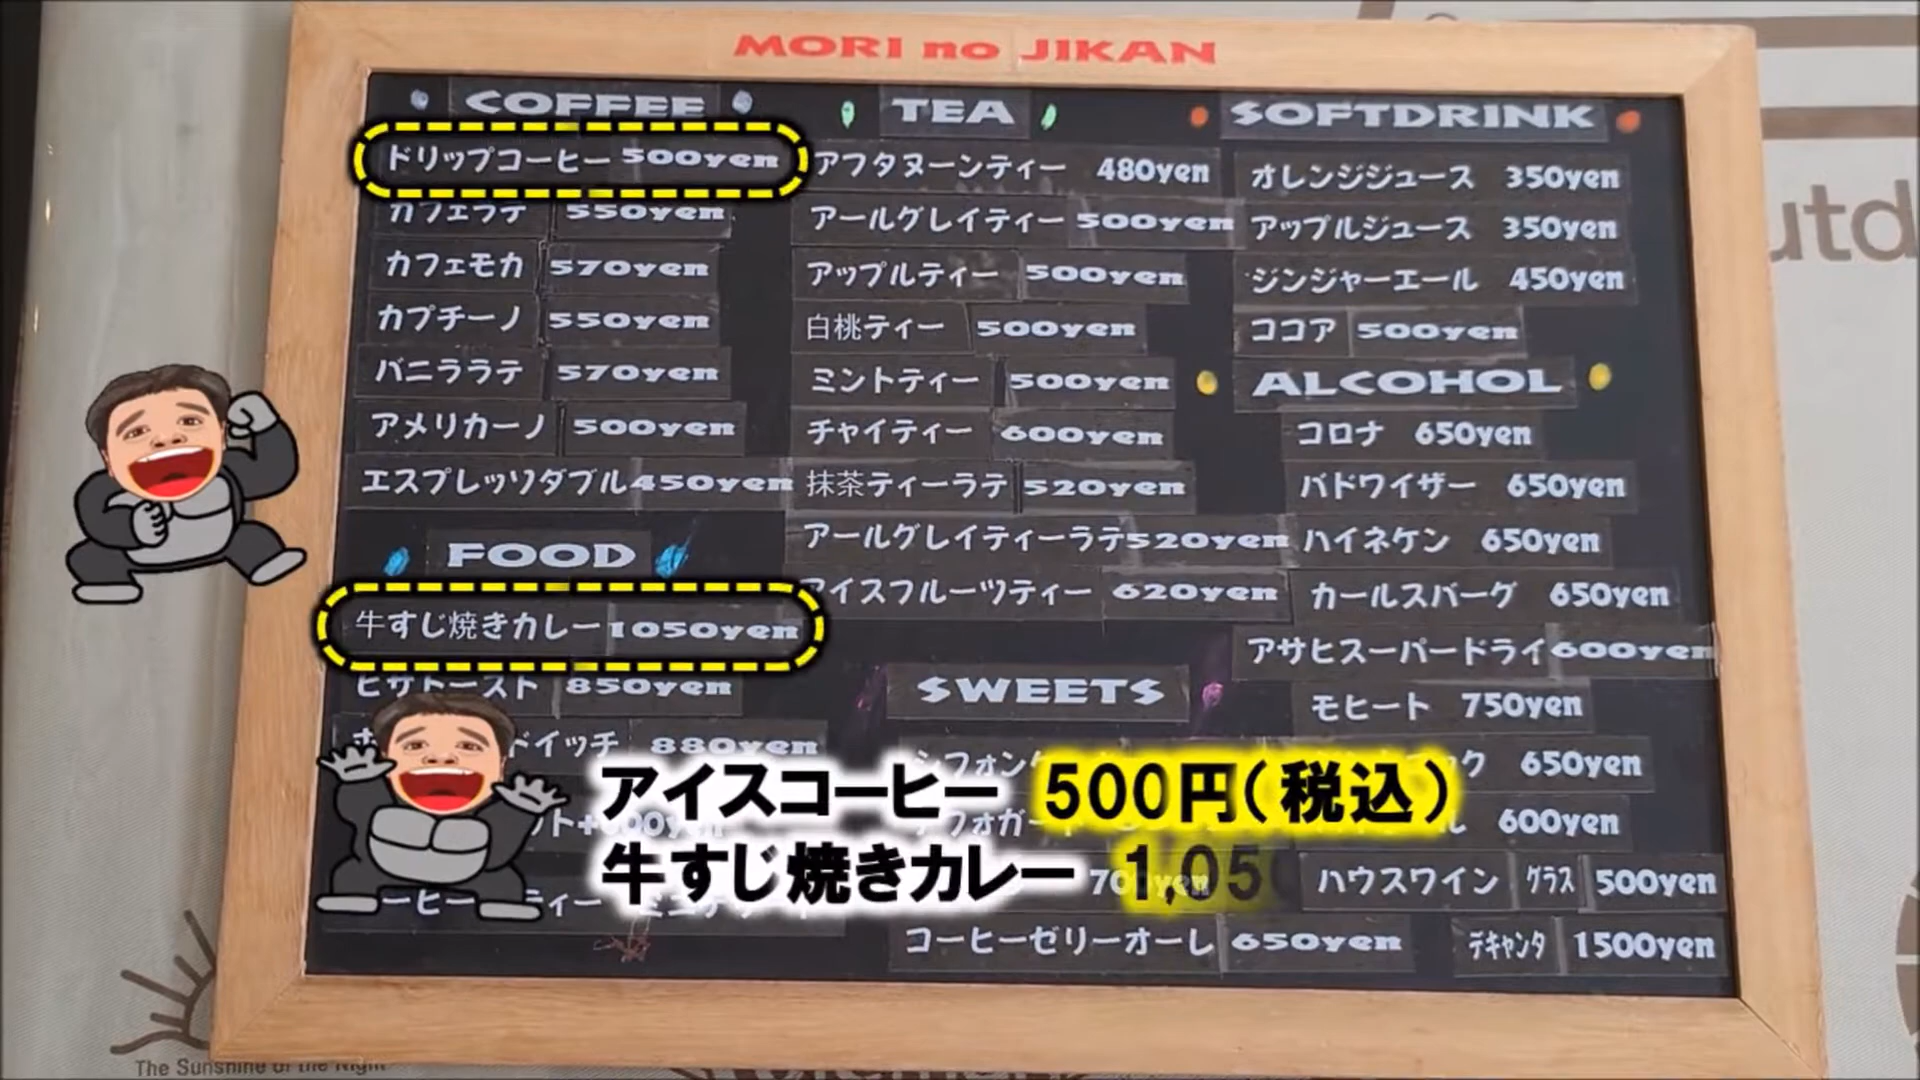 MORI no JIKAN
COFFEE
ドリップコーヒー 500yen
カフェラテ 550yen
カフェモカ 570yen
カプチーノ 550yen
バニララテ 570yen
アメリカーノ 500yen
エスプレッソダブル 450yen
FOOD
牛すじ焼きカレー 1050yen
ピザトースト 850yen
ドイッチ 880yen
TEA
アフタヌーンティー 480yen
アールグレイティー 500yen
アップルティー 500yen
白桃ティー 500yen
ミントティー 500yen
チャイティー 600yen
抹茶ティーラテ 520yen
アールグレイティーラテ 520yen
アイスフルーツティー 620yen
SWEETS
コーヒーゼリーオーレ 650yen
SOFTDRINK
オレンジジュース 350yen
アップルジュース 350yen
ジンジャーエール 450yen
ココア 500yen
ALCOHOL
コロナ 650yen
バドワイザー 650yen
ハイネケン 650yen
カールスバーグ 650yen
アサヒスーパードライ 600yen
モヒート 750yen
650yen
600yen
ハウスワイン グラス 500yen
デキャンタ 1500yen
アイスコーヒー 500円(税込)
牛すじ焼きカレー 1,050
utd
The Sunshine of the Night